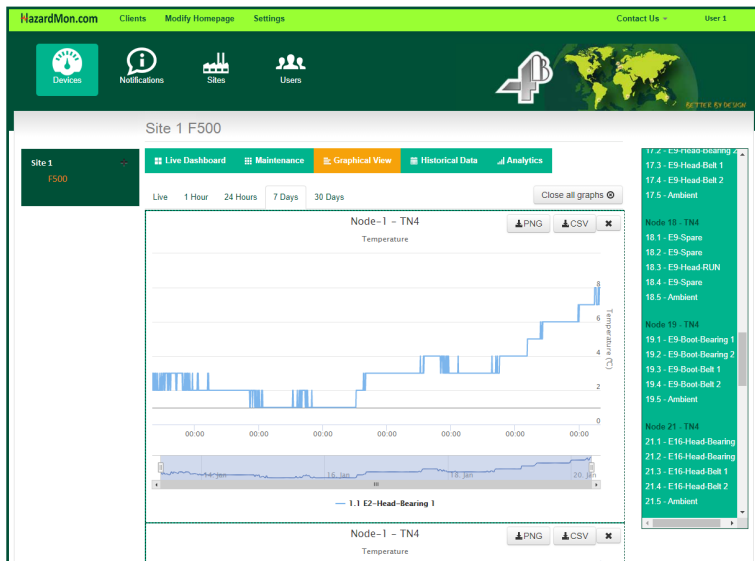 HazardMon.com Clients Modify Homepage Settings Contact Us User 1
Devices Notifications Sites Users
4B
BETTER BY DESIGN
Site 1 F500
Site 1
F500
Live Dashboard Maintenance Graphical View Historical Data Analytics
Live 1 Hour 24 Hours 7 Days 30 Days Close all graphs
Node-1 - TN4
PNG CSV
Temperature
8
6
4
2
0
Temperature (°C)
00:00 00:00 00:00 00:00 00:00 00:00 00:00
14. Jan 16. Jan 18. Jan 20. Jan
1.1 E2-Head-Bearing 1
Node-1 - TN4
PNG CSV
Temperature
17.2 - E9-Head-Bearing 2
17.3 - E9-Head-Belt 1
17.4 - E9-Head-Belt 2
17.5 - Ambient
Node 18 - TN4
18.1 - E9-Spare
18.2 - E9-Spare
18.3 - E9-Head-RUN
18.4 - E9-Spare
18.5 - Ambient
Node 19 - TN4
19.1 - E9-Boot-Bearing 1
19.2 - E9-Boot-Bearing 2
19.3 - E9-Boot-Belt 1
19.4 - E9-Boot-Belt 2
19.5 - Ambient
Node 21 - TN4
21.1 - E16-Head-Bearing
21.2 - E16-Head-Bearing
21.3 - E16-Head-Belt 1
21.4 - E16-Head-Belt 2
21.5 - Ambient